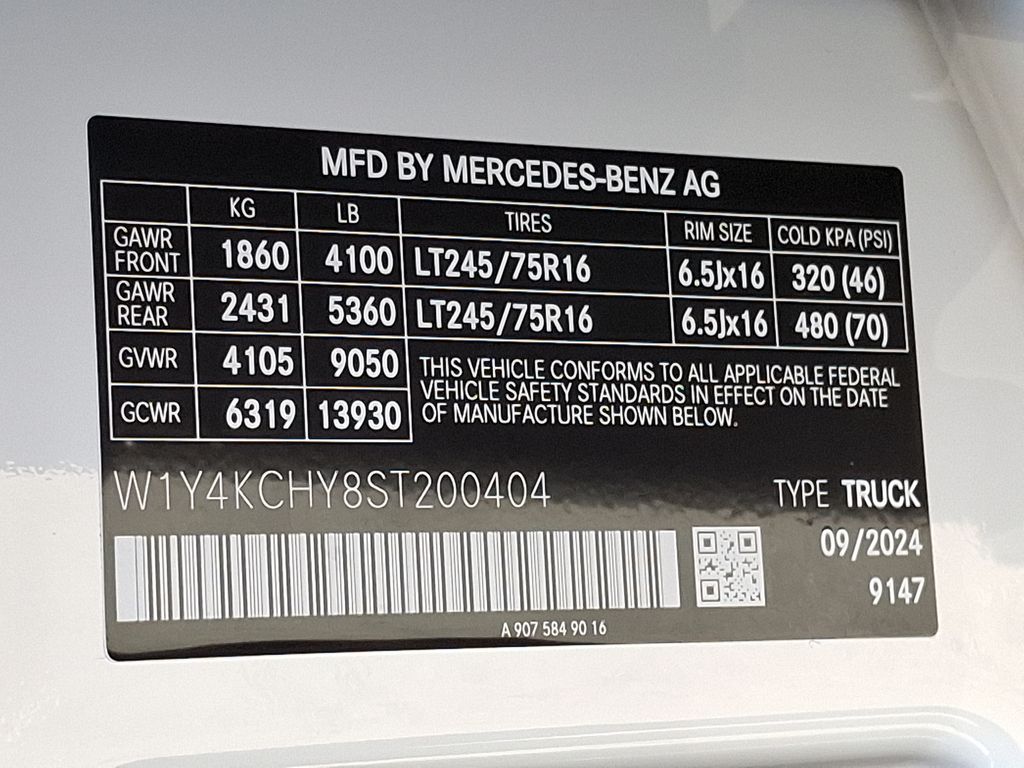 MFD BY MERCEDES-BENZ AG
KG LB TIRES RIM SIZE COLD KPA (PSI)
GAWR FRONT 1860 4100 LT245/75R16 6.5Jx16 320 (46)
GAWR REAR 2431 5360 LT245/75R16 6.5Jx16 480 (70)
GVWR 4105 9050
GCWR 6319 13930
THIS VEHICLE CONFORMS TO ALL APPLICABLE FEDERAL
VEHICLE SAFETY STANDARDS IN EFFECT ON THE DATE
OF MANUFACTURE SHOWN BELOW.
W1Y4KCHY8ST200404 TYPE TRUCK
09/2024
9147
A 907 584 90 16